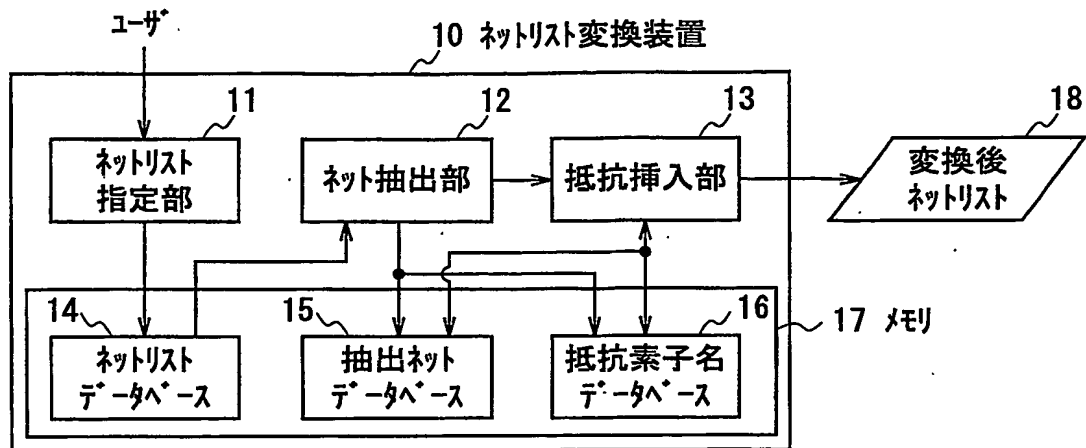 ユーザ
10 ネットリスト変換装置
11
12
13
18
ネットリスト
指定部
ネット抽出部
抵抗挿入部
変換後
ネットリスト
14
15
16
17 メモリ
ネットリスト
データベース
抽出ネット
データベース
抵抗素子名
データベース